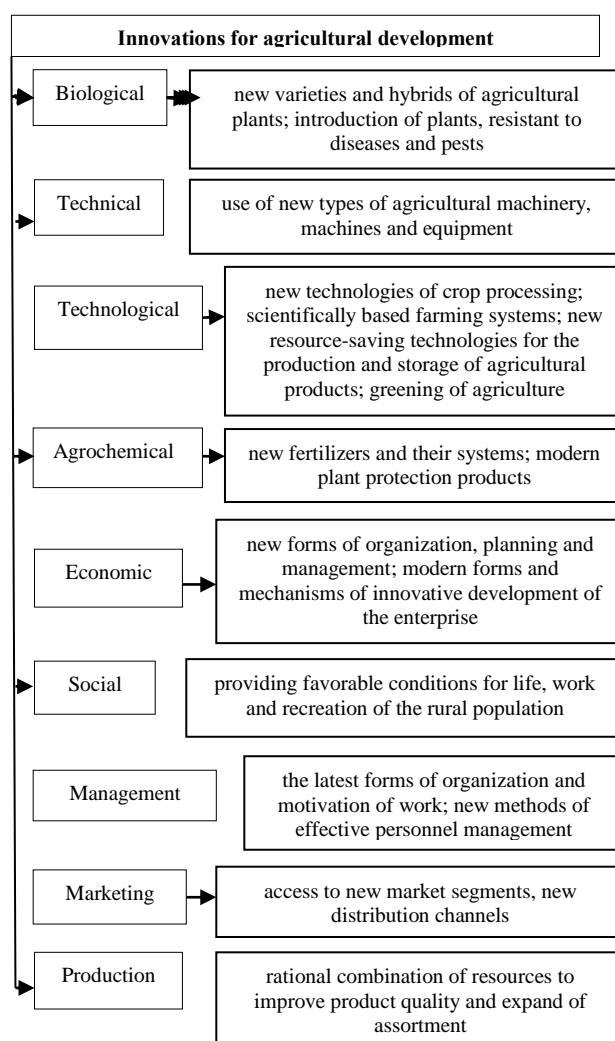 Innovations for agricultural development
Biological
new varieties and hybrids of agricultural
plants; introduction of plants, resistant to
diseases and pests
Technical
use of new types of agricultural machinery,
machines and equipment
Technological
new technologies of crop processing;
scientifically based farming systems; new
resource-saving technologies for the
production and storage of agricultural
products; greening of agriculture
Agrochemical
new fertilizers and their systems; modern
plant protection products
Economic
new forms of organization, planning and
management; modern forms and
mechanisms of innovative development of
the enterprise
Social
providing favorable conditions for life, work
and recreation of the rural population
Management
the latest forms of organization and
motivation of work; new methods of
effective personnel management
Marketing
access to new market segments, new
distribution channels
Production
rational combination of resources to
improve product quality and expand of
assortment